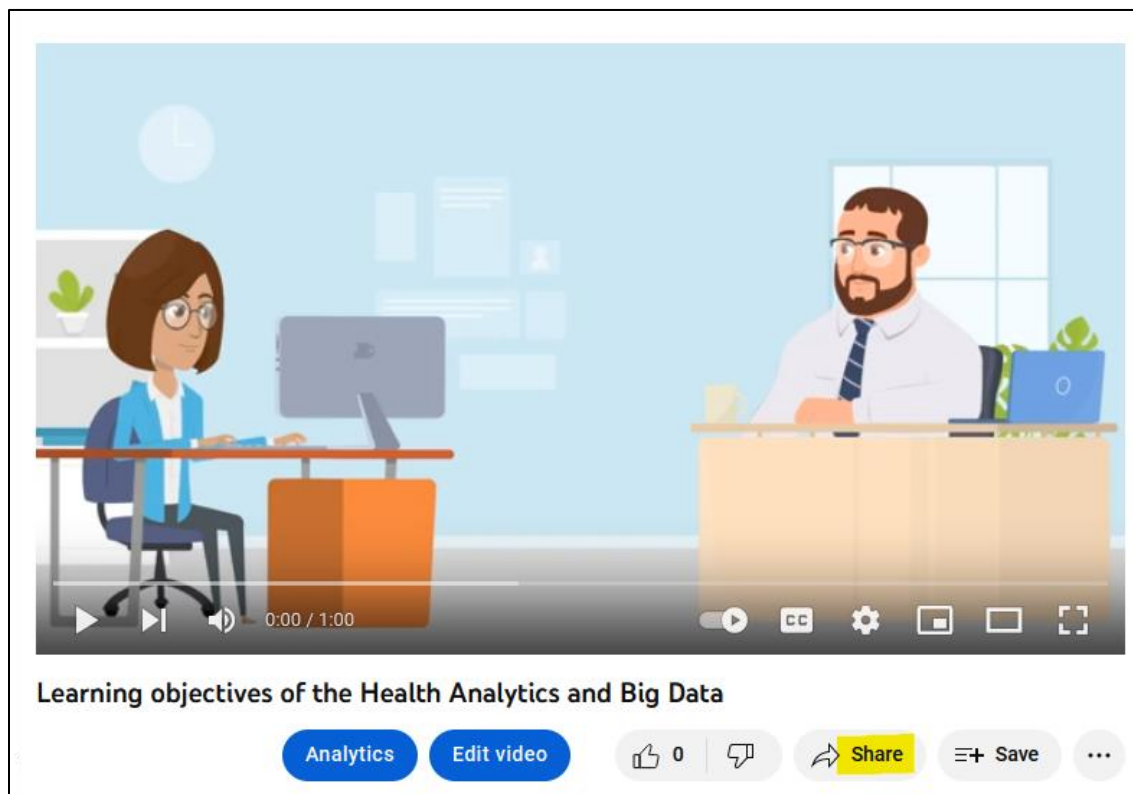 0:00 / 1:00
CC
Learning objectives of the Health Analytics and Big Data
Analytics Edit video 0 Share Save